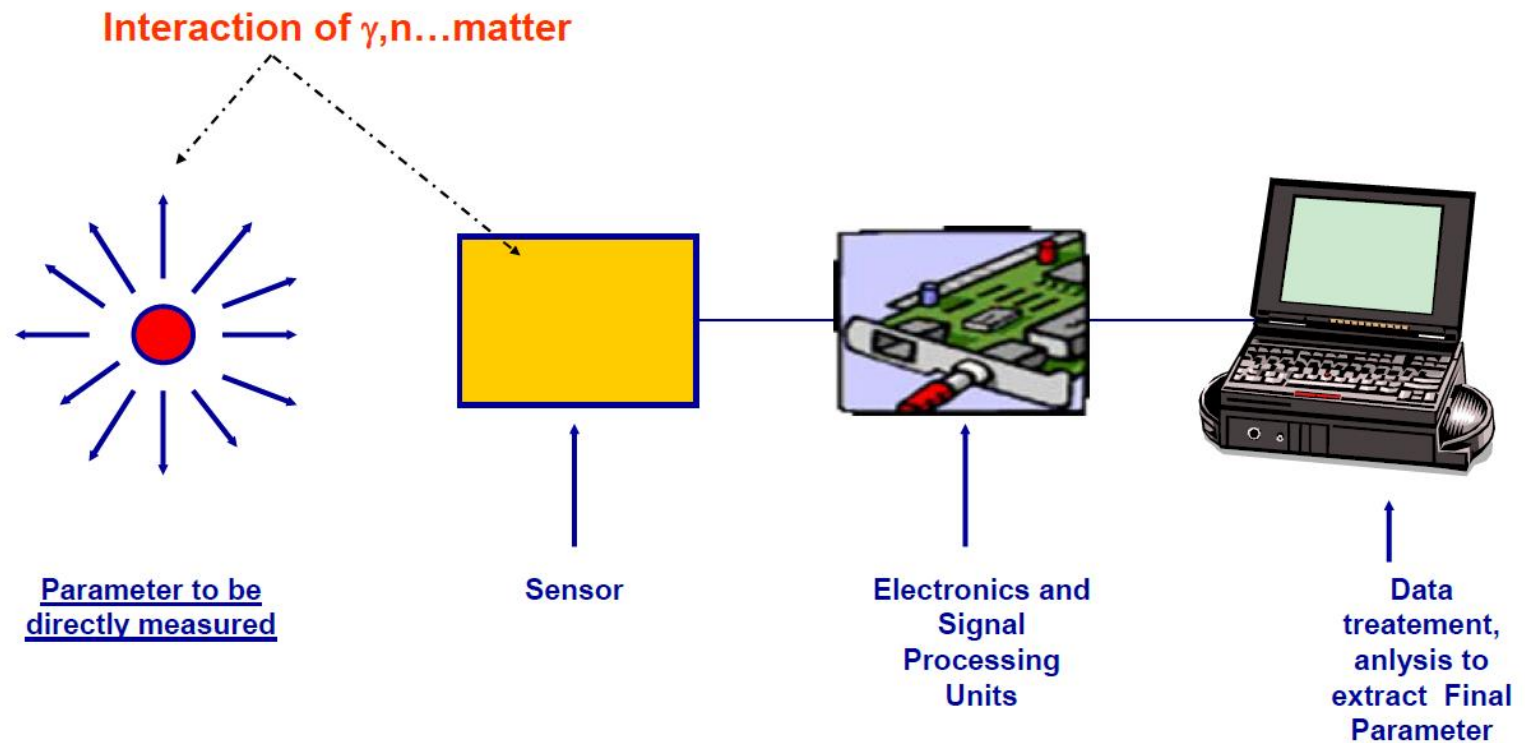 Interaction of γ,n...matter
Parameter to be
directly measured
Sensor
Electronics and
Signal
Processing
Units
Data
treatement,
anlysis to
extract Final
Parameter